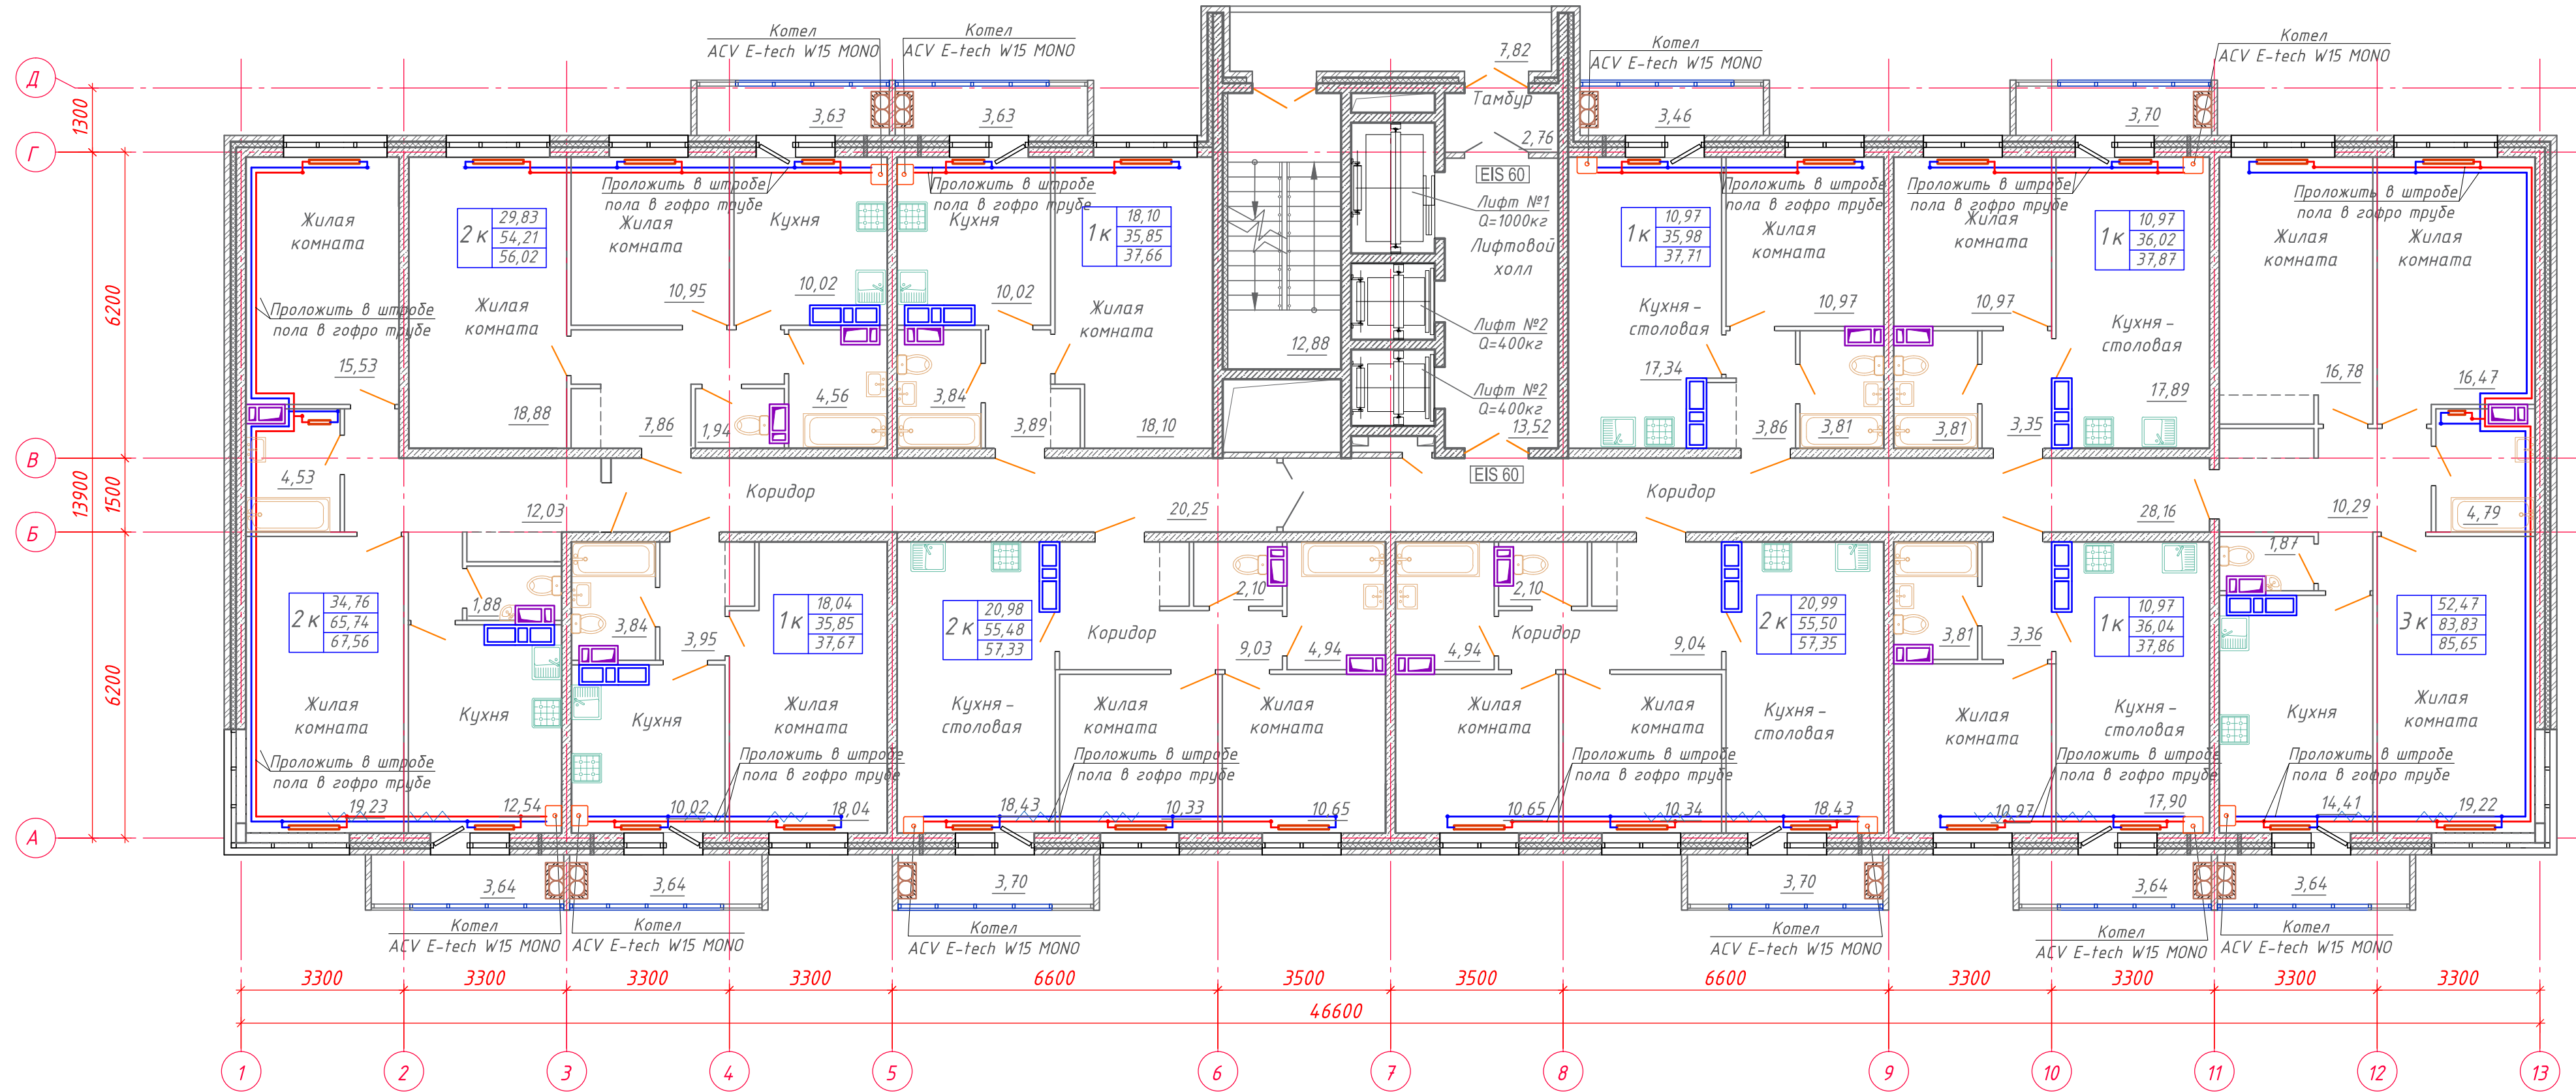 Котел
ACV E-tech W15 MONO
Котел
ACV E-tech W15 MONO
7,82
Котел
ACV E-tech W15 MONO
Котел
ACV E-tech W15 MONO
Д
1300
Г
3,63
3,63
Тамбур
2,76
3,46
3,70
EIS 60
Проложить в штробе
пола в гофро трубе
Проложить в штробе
пола в гофро трубе
Проложить в штробе
пола в гофро трубе
Проложить в штробе
пола в гофро трубе
Проложить в штробе
пола в гофро трубе
Жилая
комната
2к
29,83
54,21
56,02
Жилая
комната
Кухня
Кухня
1к
18,10
35,85
37,66
Лифт №1
Q=1000кг
Лифтовой
холл
1к
10,97
35,98
37,71
Жилая
комната
Жилая
комната
1к
10,97
36,02
37,87
Жилая
комната
Жилая
комната
6200
Проложить в штробе
пола в гофро трубе
Жилая
комната
10,95
10,02
10,02
Жилая
комната
12,88
Лифт №2
Q=400кг
Кухня -
столовая
10,97
10,97
Кухня -
столовая
15,53
18,88
7,86
1,94
4,56
3,84
3,89
18,10
Лифт №2
Q=400кг
13,52
17,34
3,86
3,81
3,81
3,35
17,89
16,78
16,47
В
4,53
EIS 60
13900
1500
12,03
Коридор
20,25
Коридор
28,16
10,29
4,79
Б
2к
34,76
65,74
67,56
1,88
3,84
3,95
1к
18,04
35,85
37,67
2к
20,98
55,48
57,33
Коридор
2,10
9,03
4,94
4,94
2,10
Коридор
9,04
2к
20,99
55,50
57,35
3,81
3,36
1к
10,97
36,04
37,86
1,87
3к
52,47
83,83
85,65
6200
Жилая
комната
Кухня
Кухня
Жилая
комната
Кухня -
столовая
Жилая
комната
Жилая
комната
Жилая
комната
Жилая
комната
Кухня -
столовая
Жилая
комната
Кухня -
столовая
Кухня
Жилая
комната
Проложить в штробе
пола в гофро трубе
Проложить в штробе
пола в гофро трубе
Проложить в штробе
пола в гофро трубе
Проложить в штробе
пола в гофро трубе
Проложить в штробе
пола в гофро трубе
Проложить в штробе
пола в гофро трубе
19,23
12,54
10,02
18,04
18,43
10,33
10,65
10,65
10,34
18,43
10,97
17,90
14,41
19,22
А
3,64
3,64
3,70
3,70
3,64
3,64
Котел
ACV E-tech W15 MONO
Котел
ACV E-tech W15 MONO
Котел
ACV E-tech W15 MONO
Котел
ACV E-tech W15 MONO
Котел
ACV E-tech W15 MONO
Котел
ACV E-tech W15 MONO
3300 3300 3300 3300 6600 3500 3500 6600 3300 3300 3300 3300
46600
1 2 3 4 5 6 7 8 9 10 11 12 13